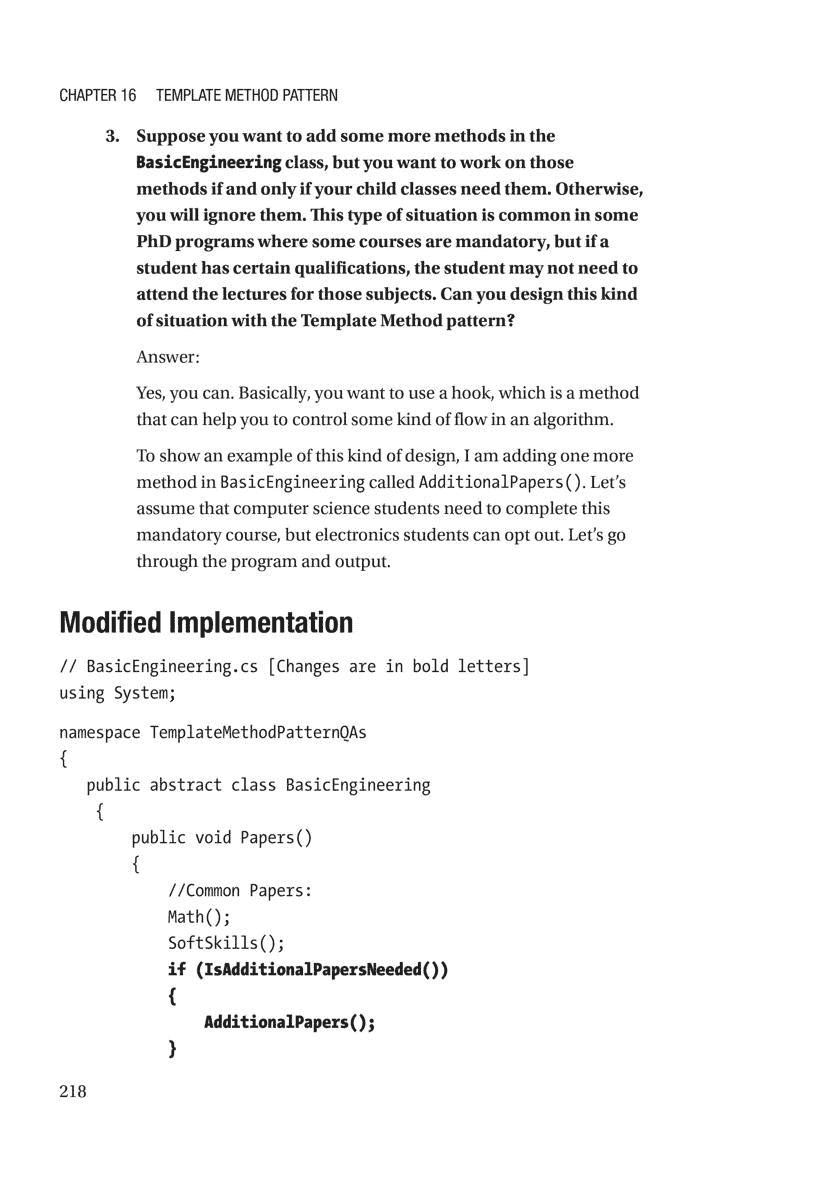 CHAPTER 16 TEMPLATE METHOD PATTERN
3. Suppose you want to add some more methods in the
BasicEngineering class, but you want to work on those
methods if and only if your child classes need them. Otherwise,
you will ignore them. This type of situation is common in some
PhD programs where some courses are mandatory, but if a
student has certain qualifications, the student may not need to
attend the lectures for those subjects. Can you design this kind
of situation with the Template Method pattern?
Answer:
Yes, you can. Basically, you want to use a hook, which is a method
that can help you to control some kind of flow in an algorithm.
To show an example of this kind of design, I am adding one more
method in BasicEngineering called AdditionalPapers(). Let’s
assume that computer science students need to complete this
mandatory course, but electronics students can opt out. Let’s go
through the program and output.
Modified Implementation
// BasicEngineering.cs [Changes are in bold letters]
using System;
namespace TemplateMethodPatternQAs
{
public abstract class BasicEngineering
{
public void Papers()
{
//Common Papers:
Math();
SoftSkills();
if (IsAdditionalPapersNeeded())
{
AdditionalPapers();
}
218